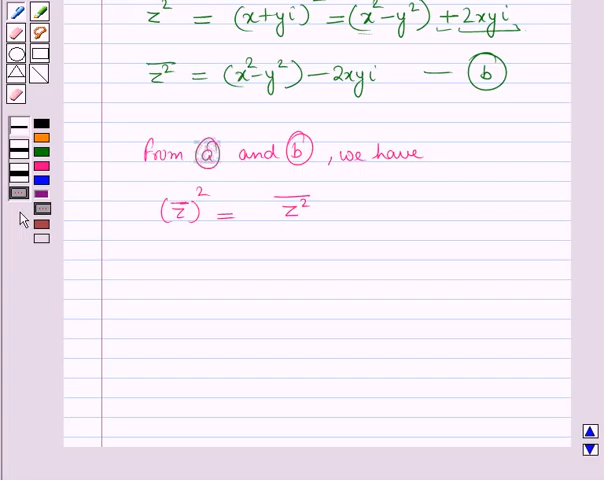 z² = (x+yi)² = (x²-y²) + 2xyi
z̅²̅ = (x²-y²) - 2xyi — (b)
from (a) and (b), we have
(z̅)² = z̅²̅